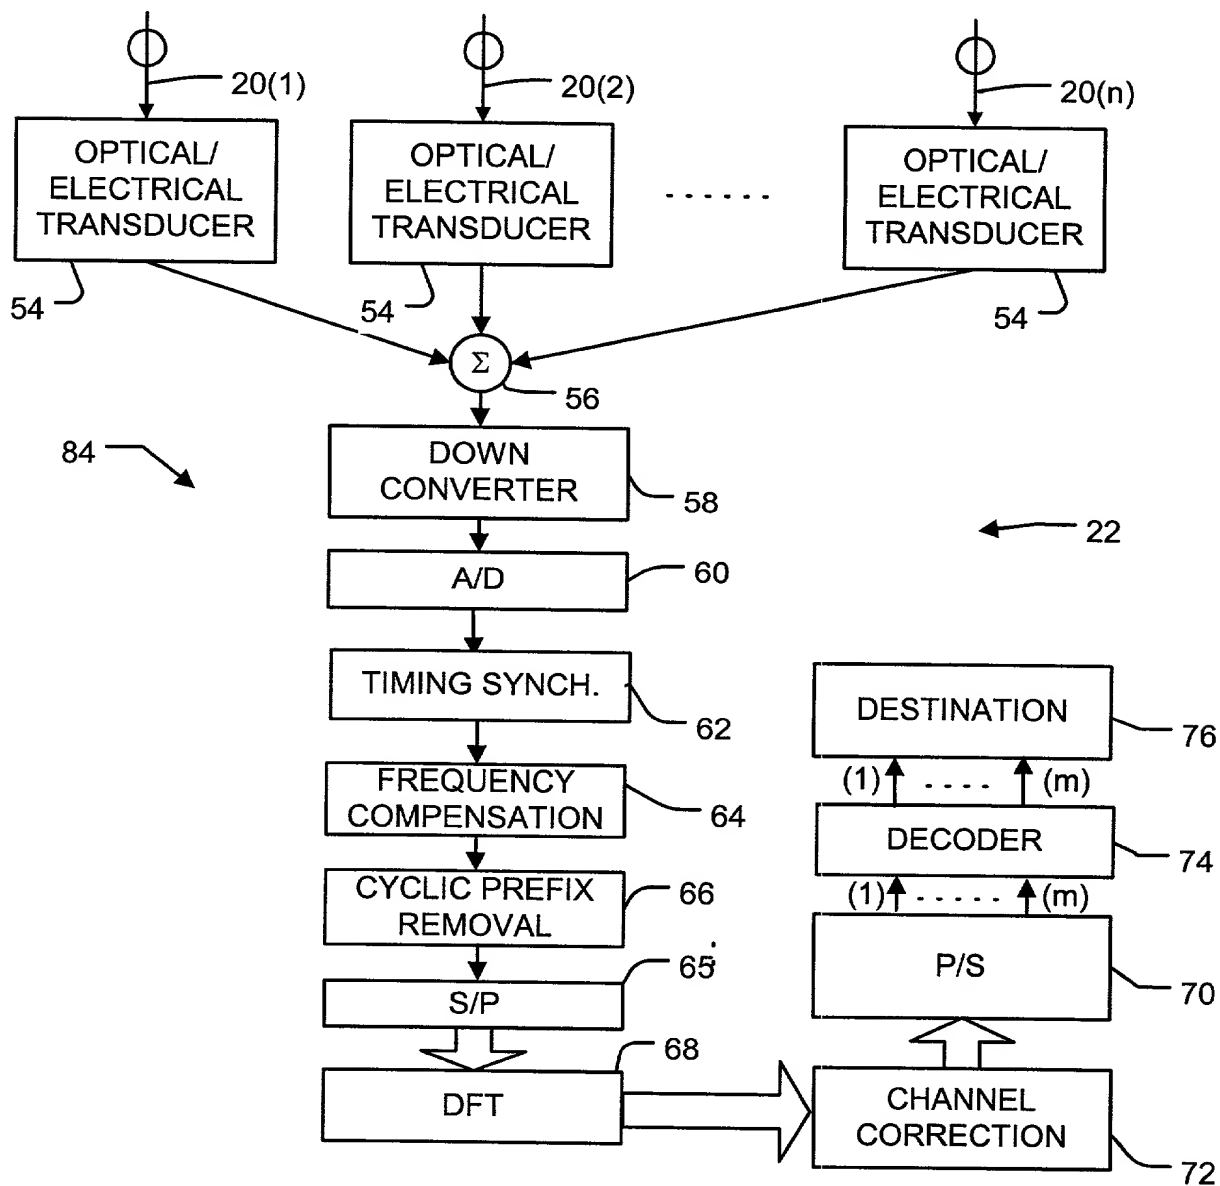 20(1)
20(2)
20(n)
OPTICAL/
ELECTRICAL
TRANSDUCER
OPTICAL/
ELECTRICAL
TRANSDUCER
.......
OPTICAL/
ELECTRICAL
TRANSDUCER
54
54
54
Σ
56
84
DOWN
CONVERTER
58
22
A/D
60
TIMING SYNCH.
62
FREQUENCY
COMPENSATION
64
CYCLIC PREFIX
REMOVAL
66
S/P
65
DFT
68
DESTINATION
76
(1) .... (m)
DECODER
74
(1) ..... (m)
P/S
70
CHANNEL
CORRECTION
72